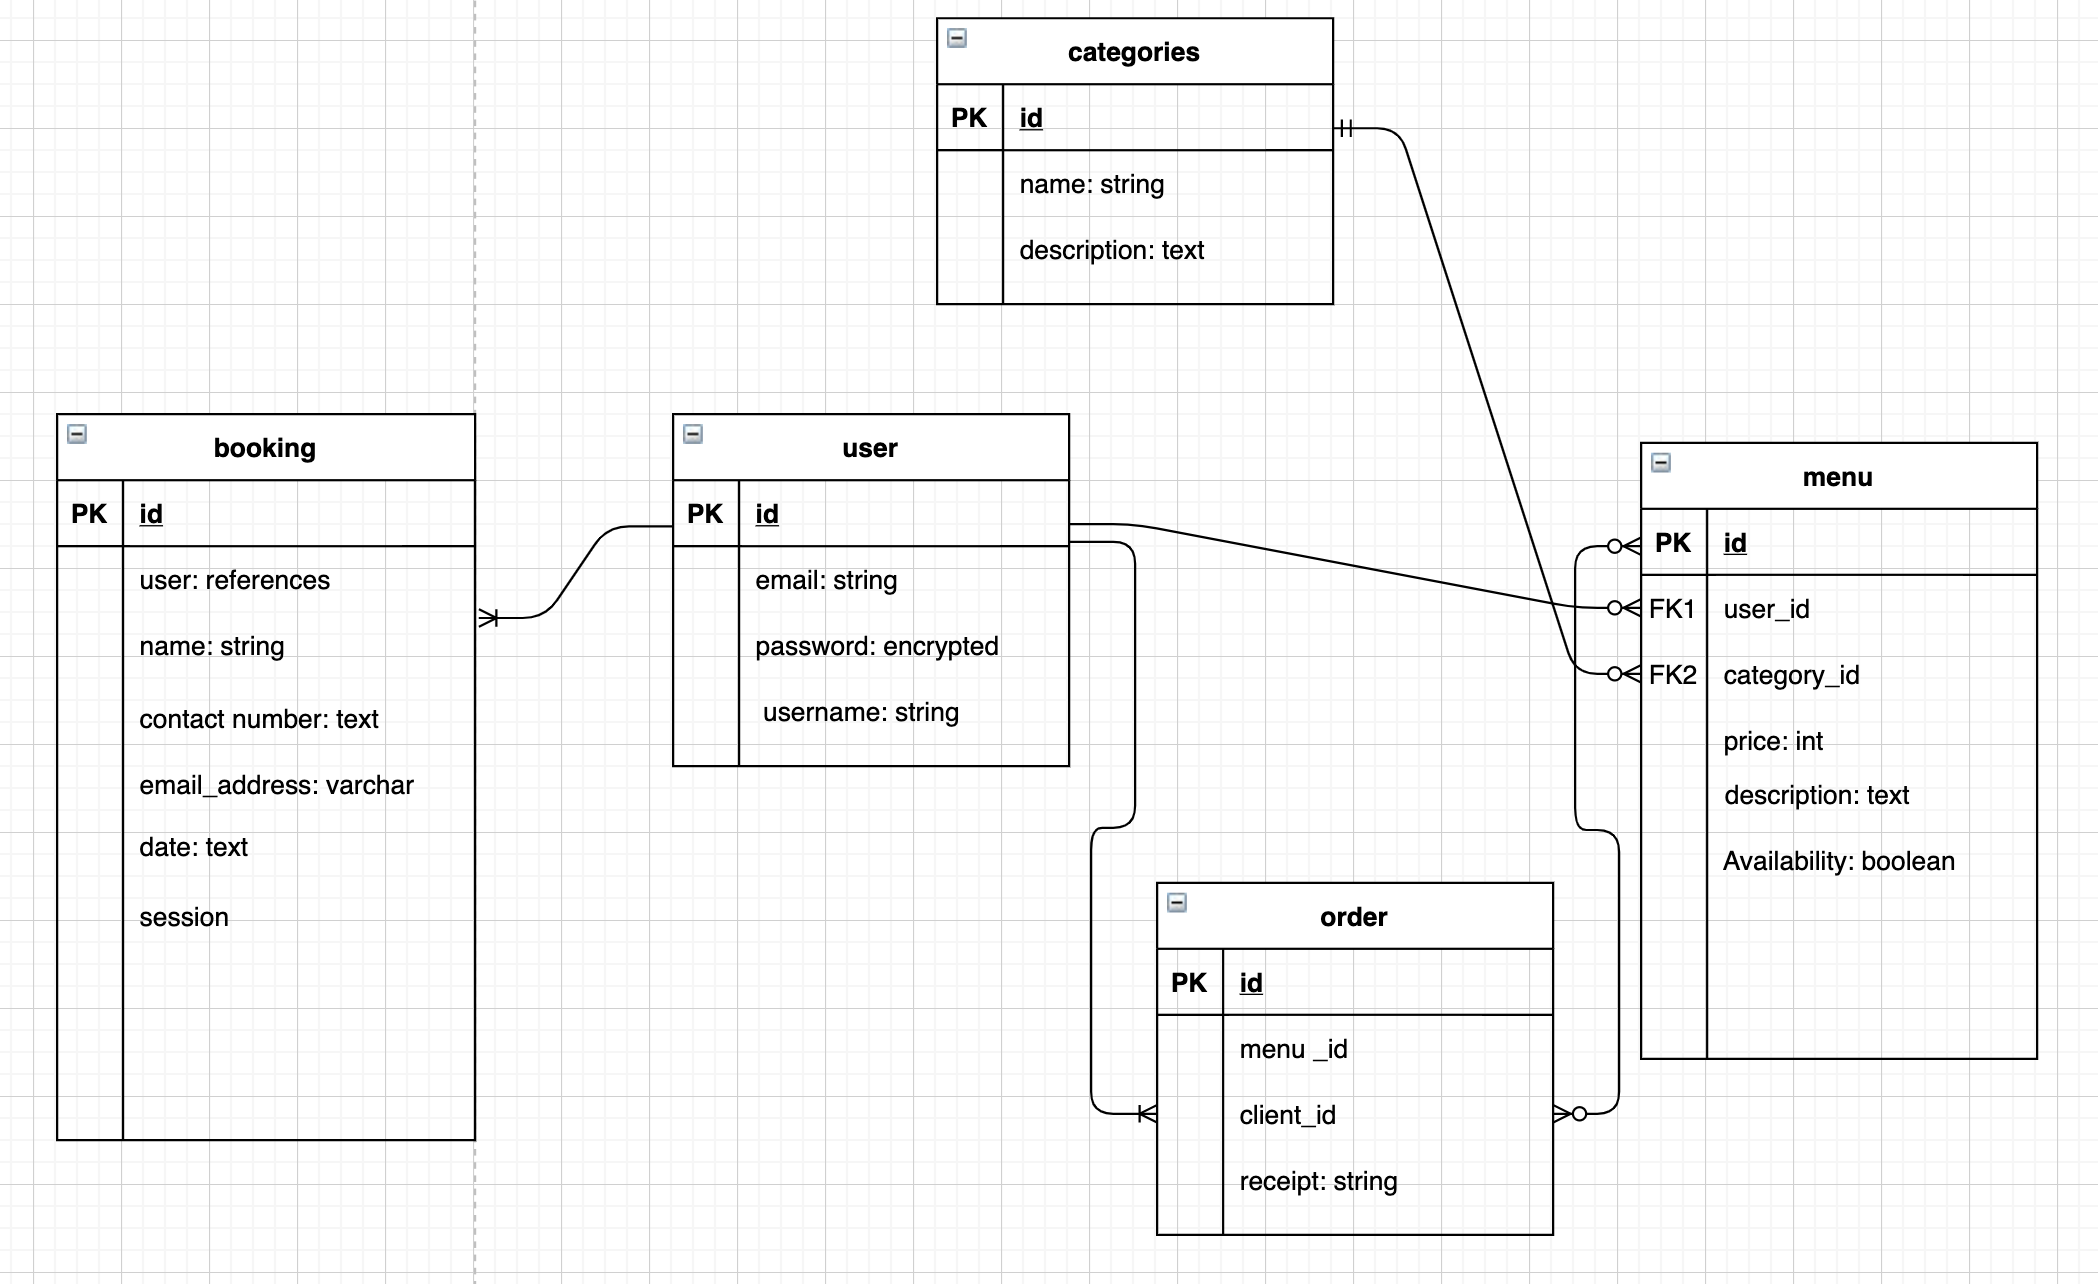 categories
PK id
name: string
description: text
booking
PK id
user: references
name: string
contact number: text
email_address: varchar
date: text
session
user
PK id
email: string
password: encrypted
username: string
menu
PK id
FK1 user_id
FK2 category_id
price: int
description: text
Availability: boolean
order
PK id
menu _id
client_id
receipt: string